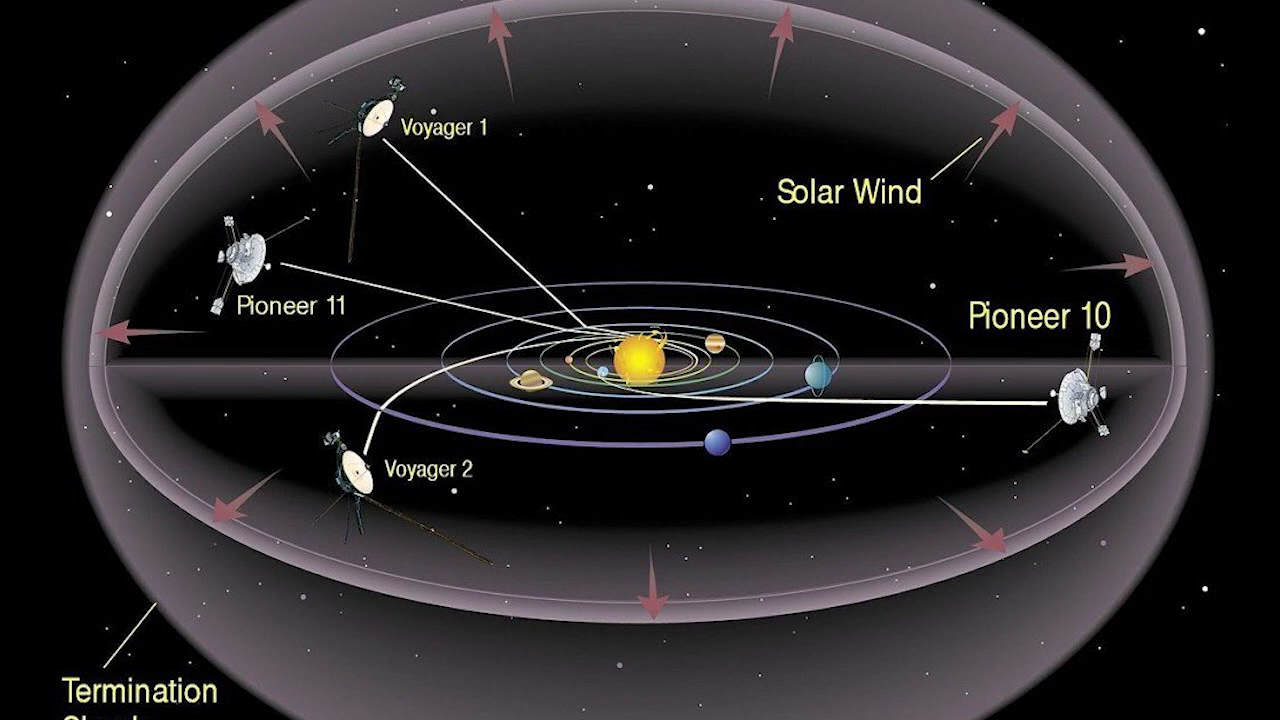 Voyager 1
Solar Wind
Pioneer 11
Pioneer 10
Voyager 2
Termination